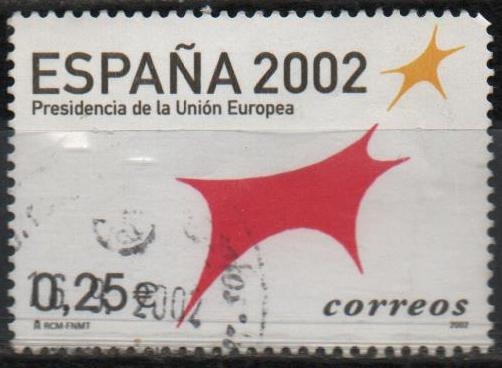 ESPAÑA 2002
Presidencia de la Unión Europea
0,25€
correos
RCM-FNMT
2002
2002